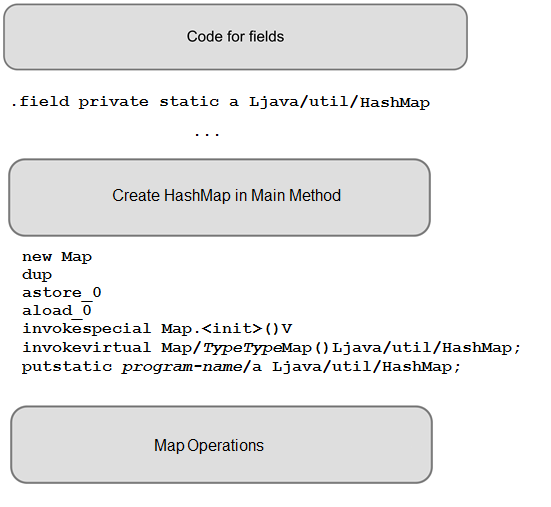 Code for fields
.field private static a Ljava/util/HashMap
...
Create HashMap in Main Method
new Map
dup
astore_0
aload_0
invokespecial Map.<init>()V
invokevirtual Map/TypeTypeMap()Ljava/util/HashMap;
putstatic program-name/a Ljava/util/HashMap;
Map Operations